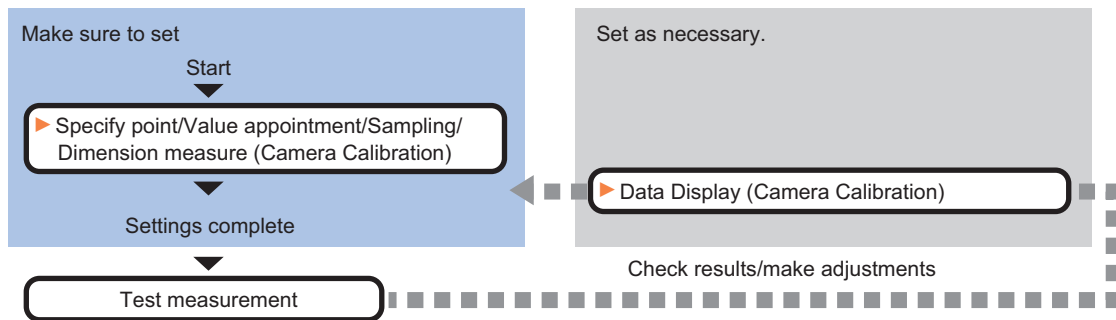 Make sure to set
Start
Specify point/Value appointment/Sampling/
Dimension measure (Camera Calibration)
Settings complete
Test measurement
Set as necessary.
Data Display (Camera Calibration)
Check results/make adjustments